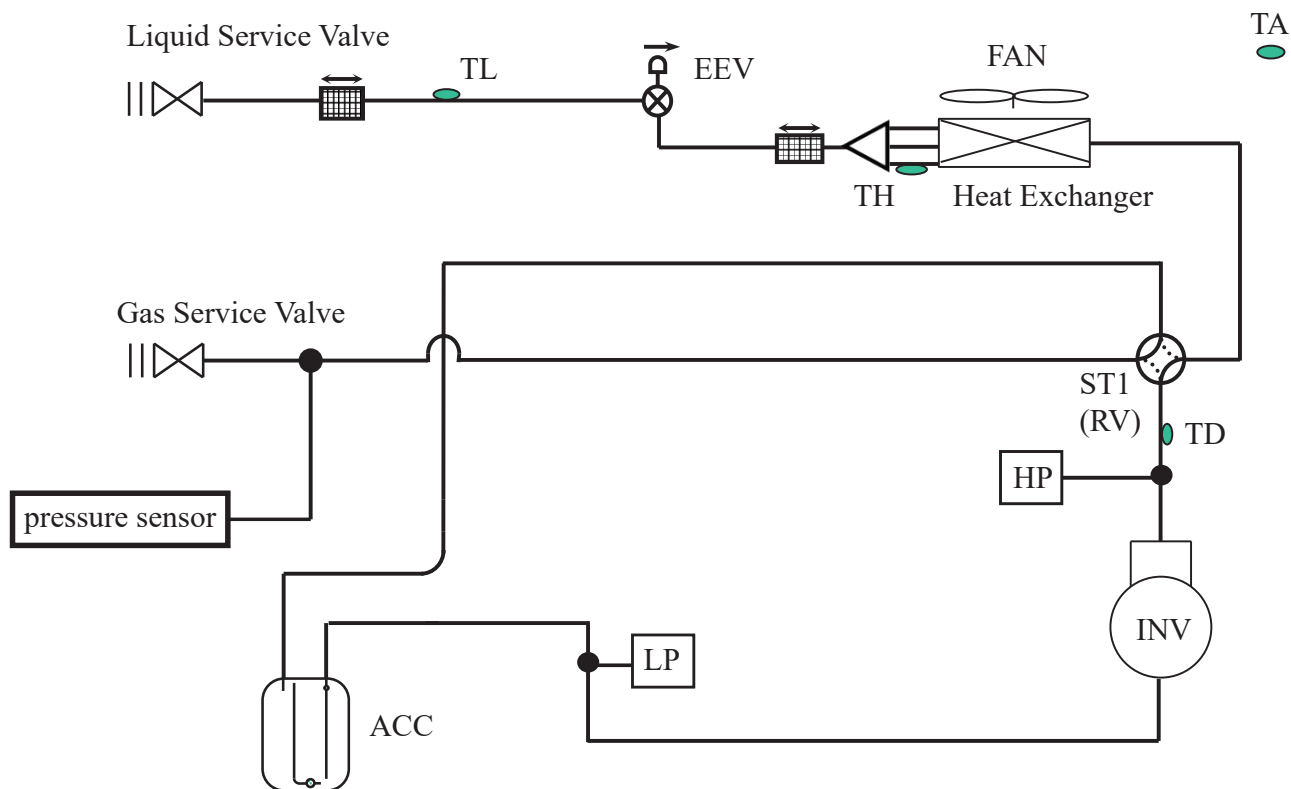 TA
Liquid Service Valve
TL
EEV
FAN
TH
Heat Exchanger
Gas Service Valve
ST1
(RV)
TD
HP
pressure sensor
INV
LP
ACC